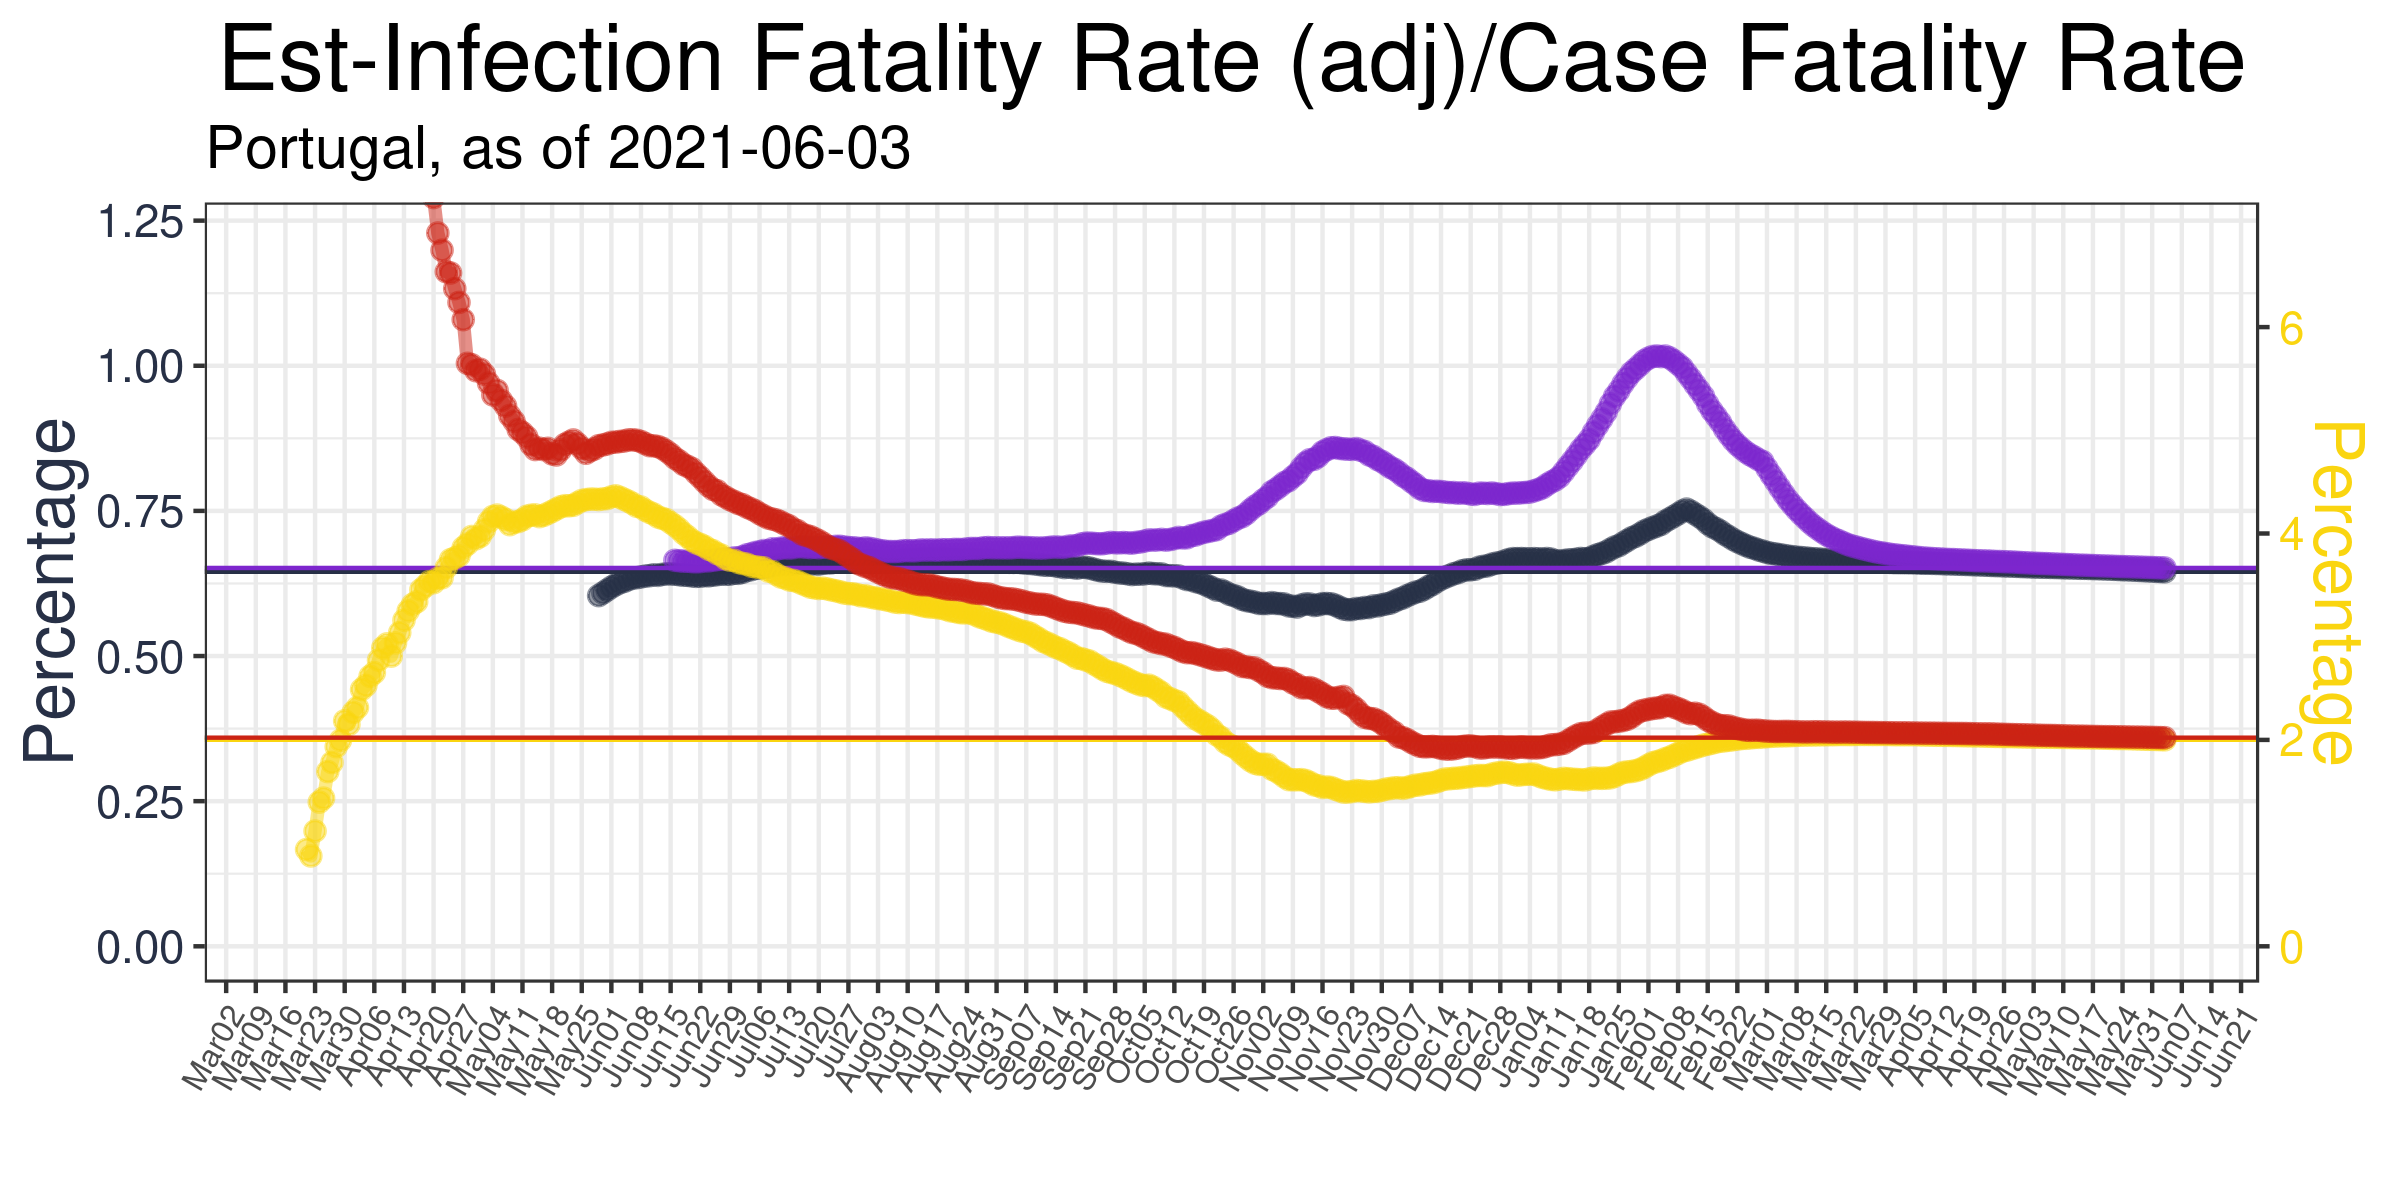 Est-Infection Fatality Rate (adj)/Case Fatality Rate
Portugal, as of 2021-06-03
Percentage
1.25
1.00
0.75
0.50
0.25
0.00
6
4
2
0
Percentage
Mar02
Mar09
Mar16
Mar23
Mar30
Apr06
Apr13
Apr20
Apr27
May04
May11
May18
May25
Jun01
Jun08
Jun15
Jun22
Jun29
Jul06
Jul13
Jul20
Jul27
Aug03
Aug10
Aug17
Aug24
Aug31
Sep07
Sep14
Sep21
Sep28
Oct05
Oct12
Oct19
Oct26
Nov02
Nov09
Nov16
Nov23
Nov30
Dec07
Dec14
Dec21
Dec28
Jan04
Jan11
Jan18
Jan25
Feb01
Feb08
Feb15
Feb22
Mar01
Mar08
Mar15
Mar22
Mar29
Apr05
Apr12
Apr19
Apr26
May03
May10
May17
May24
May31
Jun07
Jun14
Jun21